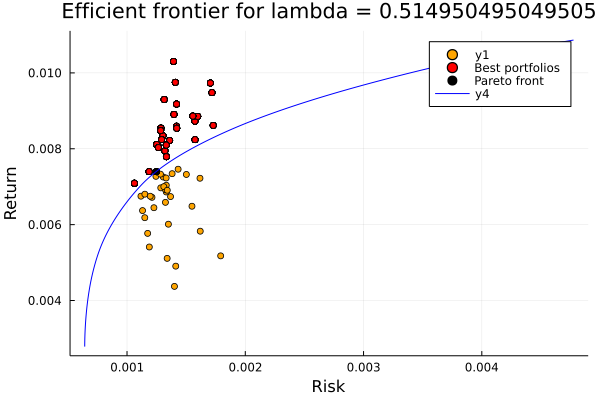 Efficient frontier for lambda = 0.514950495049505
y1
Best portfolios
Pareto front
y4
0.010
0.008
0.006
0.004
Return
0.001
0.002
0.003
0.004
Risk